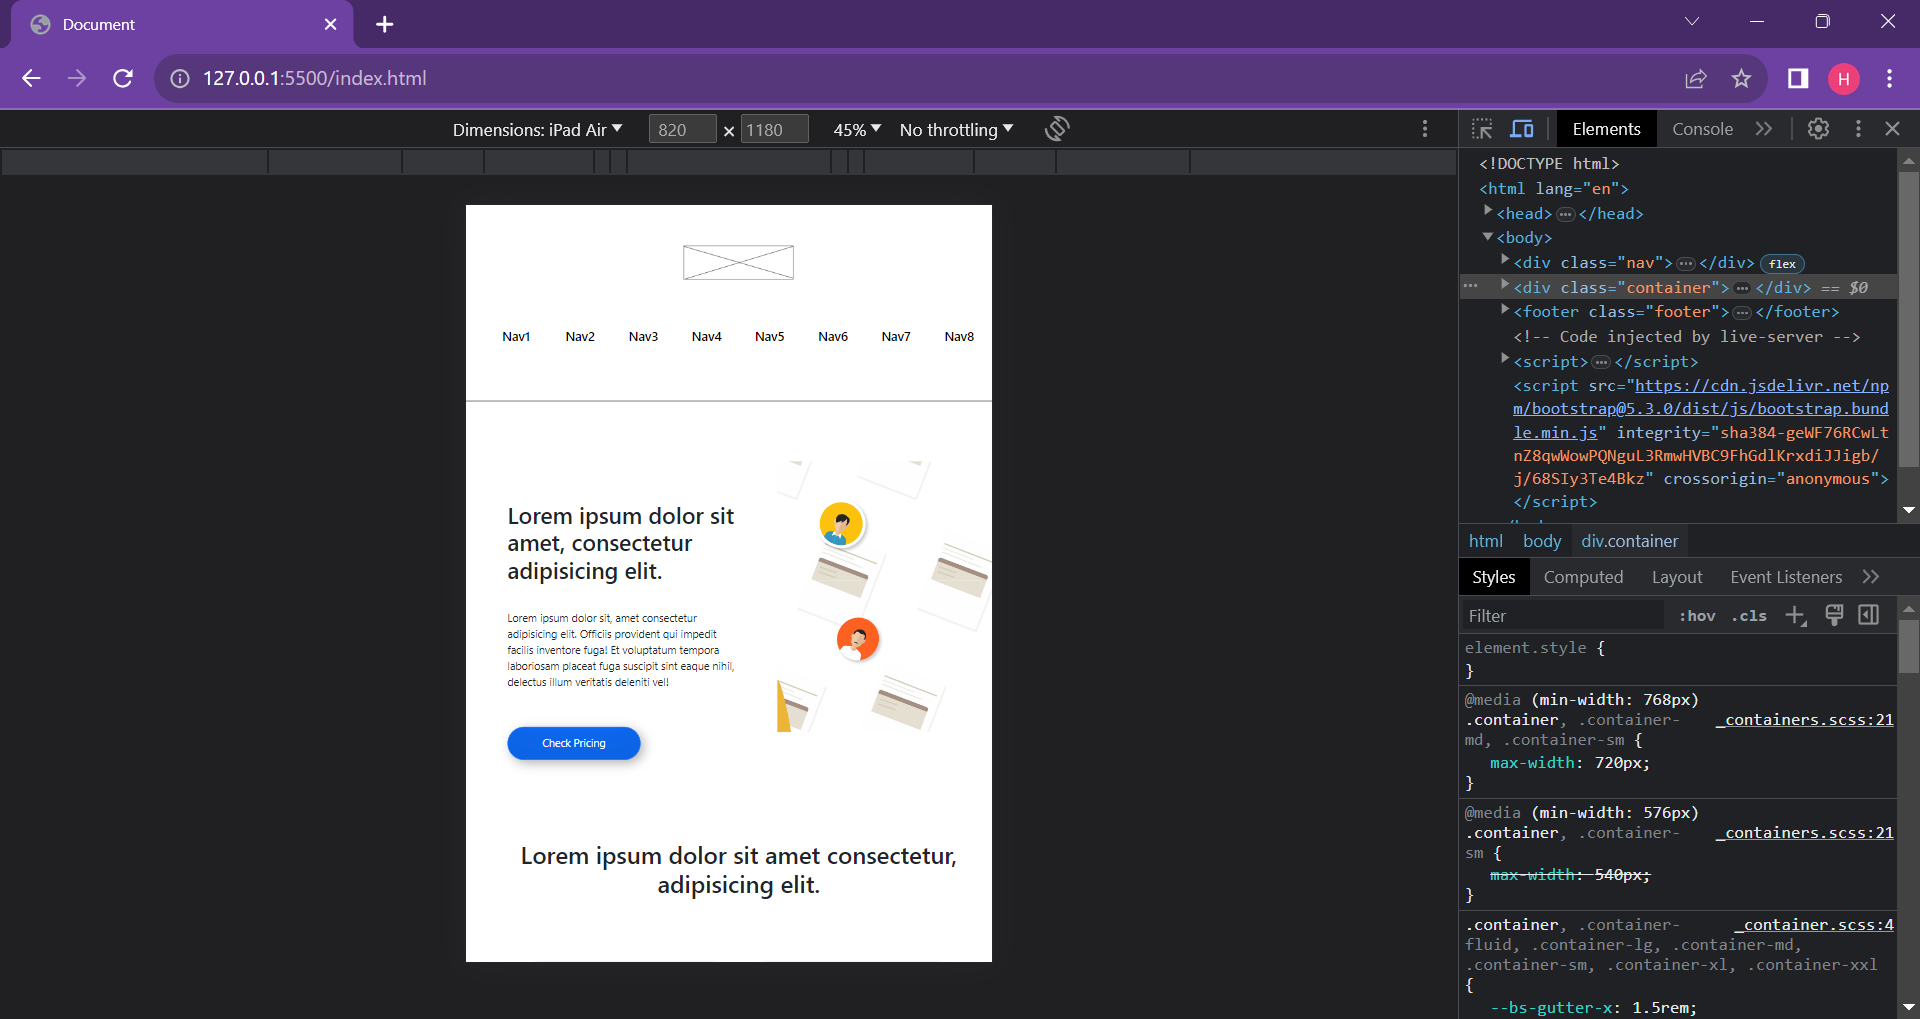 Document
127.0.0.1:5500/index.html
H
Dimensions: iPad Air
820 × 1180
45%
No throttling
Elements
Console
Nav1 Nav2 Nav3 Nav4 Nav5 Nav6 Nav7 Nav8
Lorem ipsum dolor sit
amet, consectetur
adipisicing elit.
Lorem ipsum dolor sit, amet consectetur
adipisicing elit. Officiis provident qui impedit
facilis inventore fuga! Et voluptatum tempora
laboriosam placeat fuga suscipit sint eaque nihil,
delectus illum veritatis deleniti vel!
Check Pricing
Lorem ipsum dolor sit amet consectetur,
adipisicing elit.
<!DOCTYPE html>
<html lang="en">
<head>…</head>
<body>
<div class="nav">…</div> flex
… <div class="container">…</div> == $0
<footer class="footer">…</footer>
<!-- Code injected by live-server -->
<script>…</script>
<script src="https://cdn.jsdelivr.net/np
m/bootstrap@5.3.0/dist/js/bootstrap.bund
le.min.js" integrity="sha384-geWF76RCwLt
nZ8qwWowPQNguL3RmwHVBC9FhGdlKrxdiJJigb/
j/68SIy3Te4Bkz" crossorigin="anonymous">
</script>
html body div.container
Styles Computed Layout Event Listeners
Filter :hov .cls
element.style {
}
@media (min-width: 768px)
.container, .container- _containers.scss:21
md, .container-sm {
max-width: 720px;
}
@media (min-width: 576px)
.container, .container- _containers.scss:21
sm {
max-width: 540px;
}
.container, .container- _container.scss:4
fluid, .container-lg, .container-md,
.container-sm, .container-xl, .container-xxl
{
--bs-gutter-x: 1.5rem;